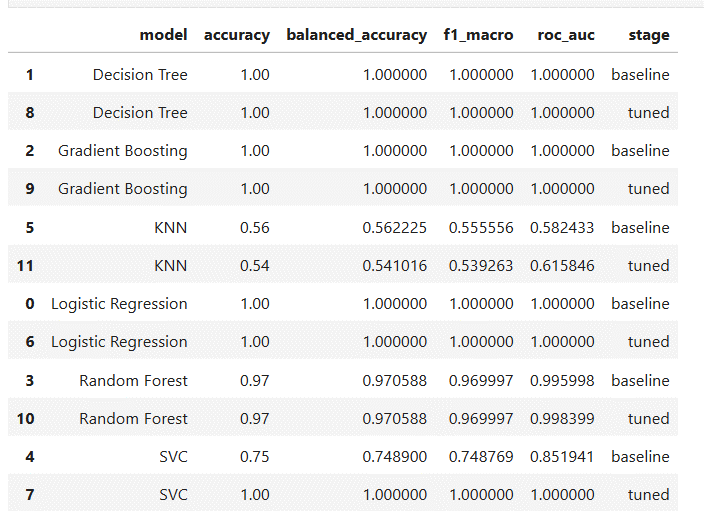 model accuracy balanced_accuracy f1_macro roc_auc stage
1 Decision Tree 1.00 1.000000 1.000000 1.000000 baseline
8 Decision Tree 1.00 1.000000 1.000000 1.000000 tuned
2 Gradient Boosting 1.00 1.000000 1.000000 1.000000 baseline
9 Gradient Boosting 1.00 1.000000 1.000000 1.000000 tuned
5 KNN 0.56 0.562225 0.555556 0.582433 baseline
11 KNN 0.54 0.541016 0.539263 0.615846 tuned
0 Logistic Regression 1.00 1.000000 1.000000 1.000000 baseline
6 Logistic Regression 1.00 1.000000 1.000000 1.000000 tuned
3 Random Forest 0.97 0.970588 0.969997 0.995998 baseline
10 Random Forest 0.97 0.970588 0.969997 0.998399 tuned
4 SVC 0.75 0.748900 0.748769 0.851941 baseline
7 SVC 1.00 1.000000 1.000000 1.000000 tuned